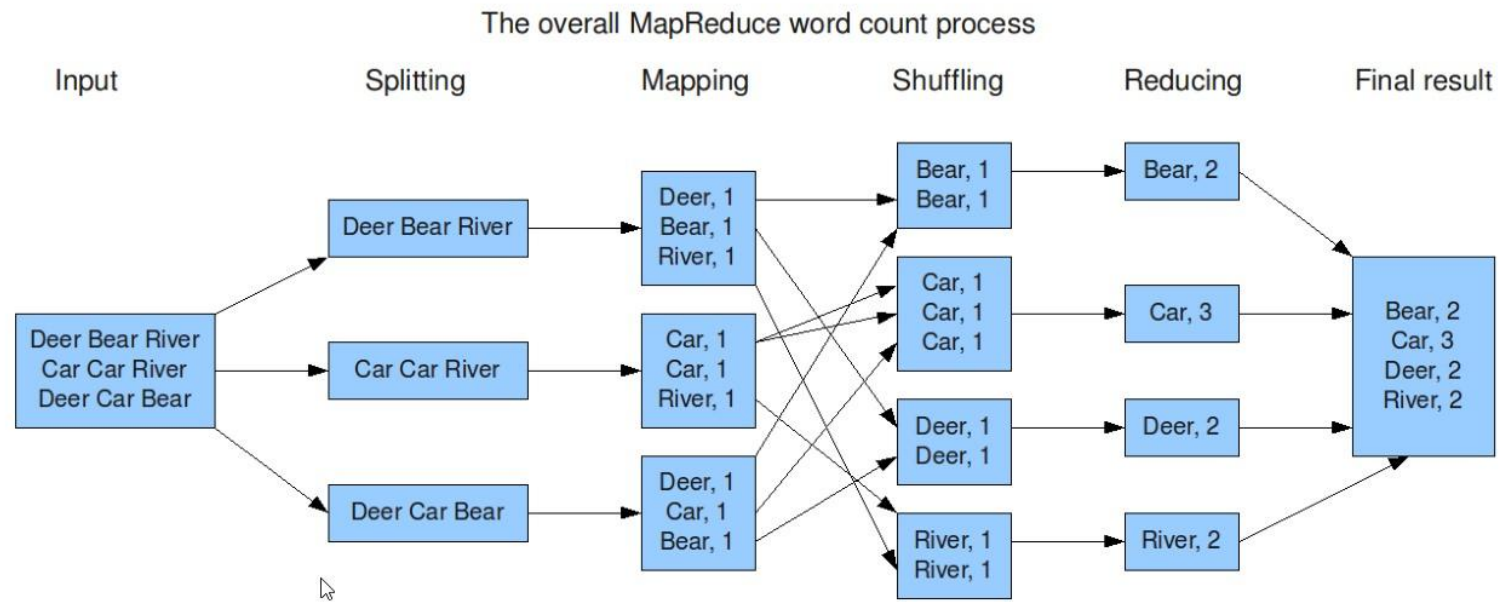 The overall MapReduce word count process
Input
Splitting
Mapping
Shuffling
Reducing
Final result
Deer Bear River
Car Car River
Deer Car Bear
Deer Bear River
Car Car River
Deer Car Bear
Deer, 1
Bear, 1
River, 1
Car, 1
Car, 1
River, 1
Deer, 1
Car, 1
Bear, 1
Bear, 1
Bear, 1
Car, 1
Car, 1
Car, 1
Deer, 1
Deer, 1
River, 1
River, 1
Bear, 2
Car, 3
Deer, 2
River, 2
Bear, 2
Car, 3
Deer, 2
River, 2